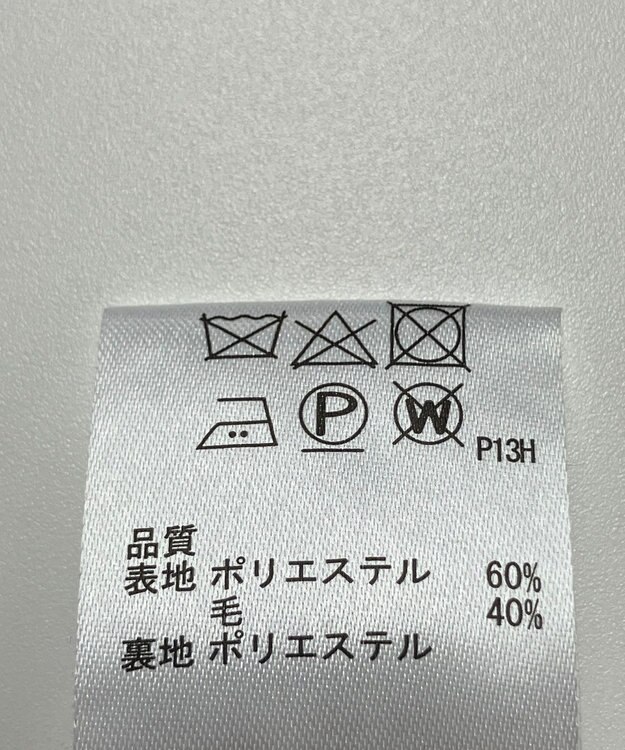 P W P13H
品質
表地 ポリエステル 60%
毛 40%
裏地 ポリエステル